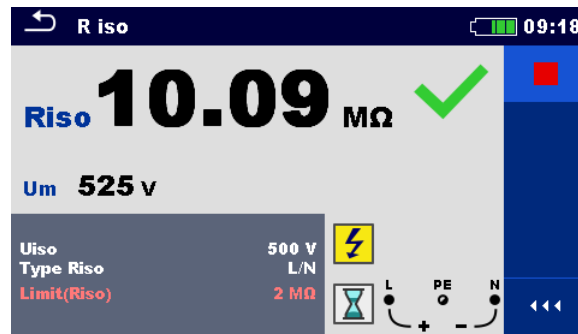 R iso 09:18
Riso 10.09 MΩ
Um 525 V
Uiso 500 V
Type Riso L/N
Limit(Riso) 2 MΩ
L PE N
+ -